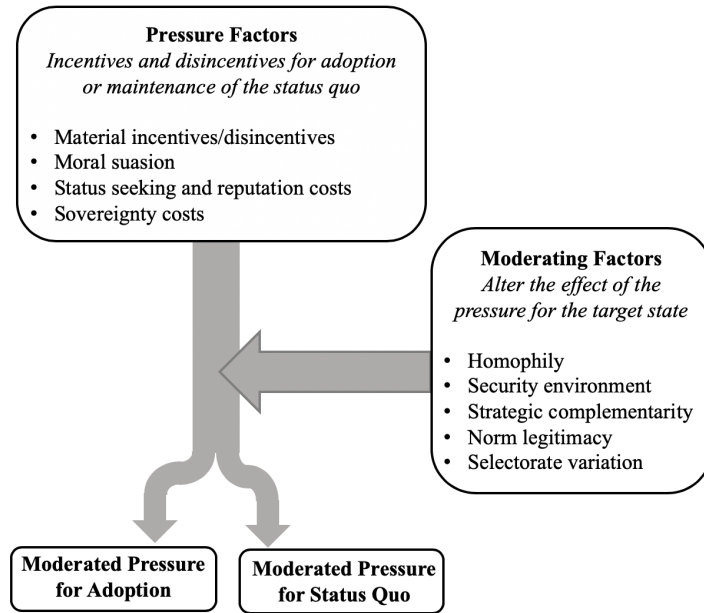 Pressure Factors
Incentives and disincentives for adoption
or maintenance of the status quo
• Material incentives/disincentives
• Moral suasion
• Status seeking and reputation costs
• Sovereignty costs
Moderating Factors
Alter the effect of the
pressure for the target state
• Homophily
• Security environment
• Strategic complementarity
• Norm legitimacy
• Selectorate variation
Moderated Pressure
for Adoption
Moderated Pressure
for Status Quo